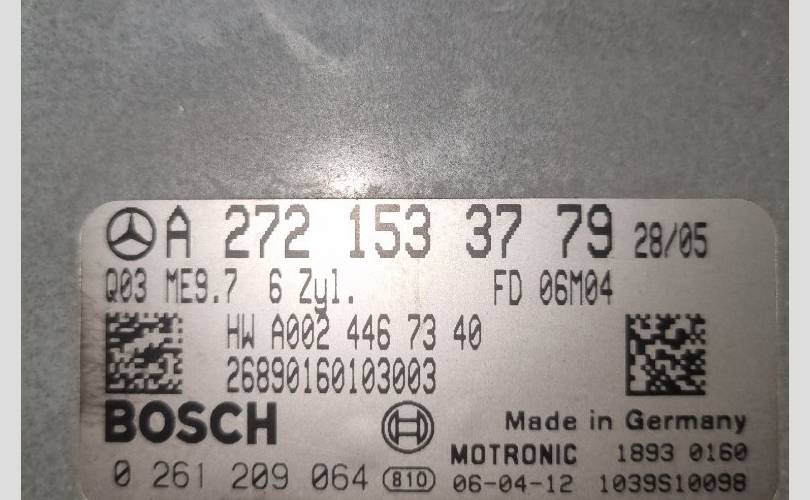 A 272 153 37 79 28/05
Q03 ME9.7 6 Zyl. FD 06M04
HW A002 446 73 40
26890160103003
BOSCH Made in Germany
MOTRONIC 1893 0160
0 261 209 064 810 06-04-12 1039S10098